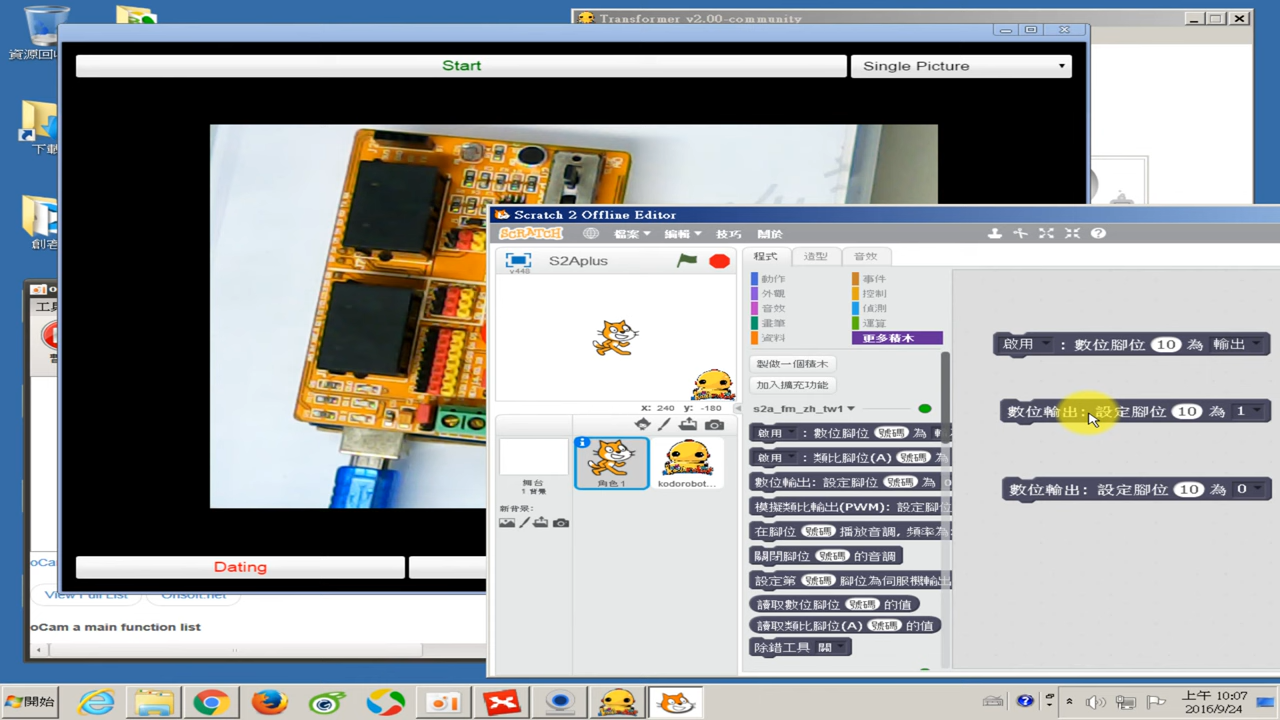 資源回
Transformer v2.00-community
Start
Single Picture
下載
Scratch 2 Offline Editor
SCRATCH
檔案
編輯
技巧
關於
v448
S2Aplus
程式
造型
音效
動作
外觀
音效
畫筆
資料
事件
控制
偵測
運算
更多積木
製做一個積木
加入擴充功能
s2a_fm_zh_tw1
x: 240 y: -180
啟用 : 數位腳位 號碼 為
啟用 : 類比腳位(A) 號碼 為
數位輸出: 設定腳位 號碼 為 0
模擬類比輸出(PWM): 設定腳位
在腳位 號碼 播放音調, 頻率為
關閉腳位 號碼 的音調
設定第 號碼 腳位為伺服機輸出
讀取數位腳位 號碼 的值
讀取類比腳位(A) 號碼 的值
除錯工具 關
啟用 : 數位腳位 10 為 輸出
數位輸出: 設定腳位 10 為 1
數位輸出: 設定腳位 10 為 0
舞台
1 背景
新背景:
角色1
kodorobot...
Dating
oCa
View Full List
Ohsoft.net
oCam a main function list
開始
上午 10:07
2016/9/24